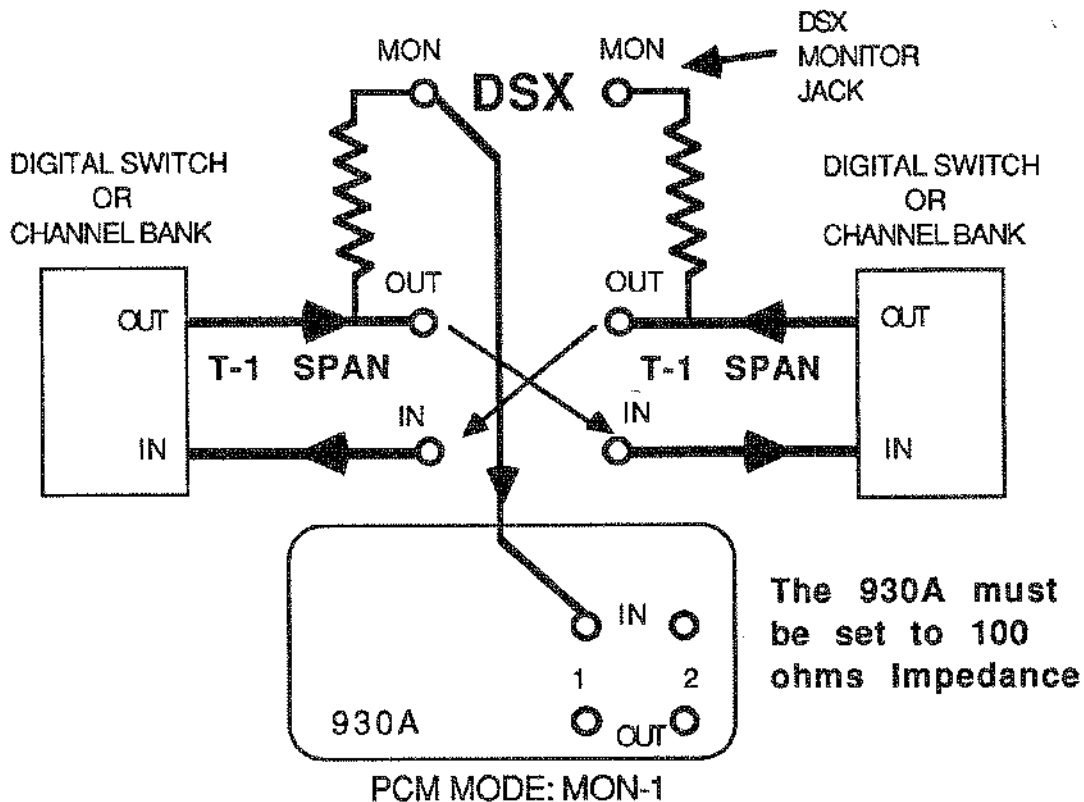 MON
DSX
MON
DSX
MONITOR
JACK
DIGITAL SWITCH
OR
CHANNEL BANK
DIGITAL SWITCH
OR
CHANNEL BANK
OUT
OUT
OUT
OUT
T-1 SPAN
T-1 SPAN
IN
IN
IN
IN
IN
1
2
OUT
930A
The 930A must
be set to 100
ohms Impedance
PCM MODE: MON-1